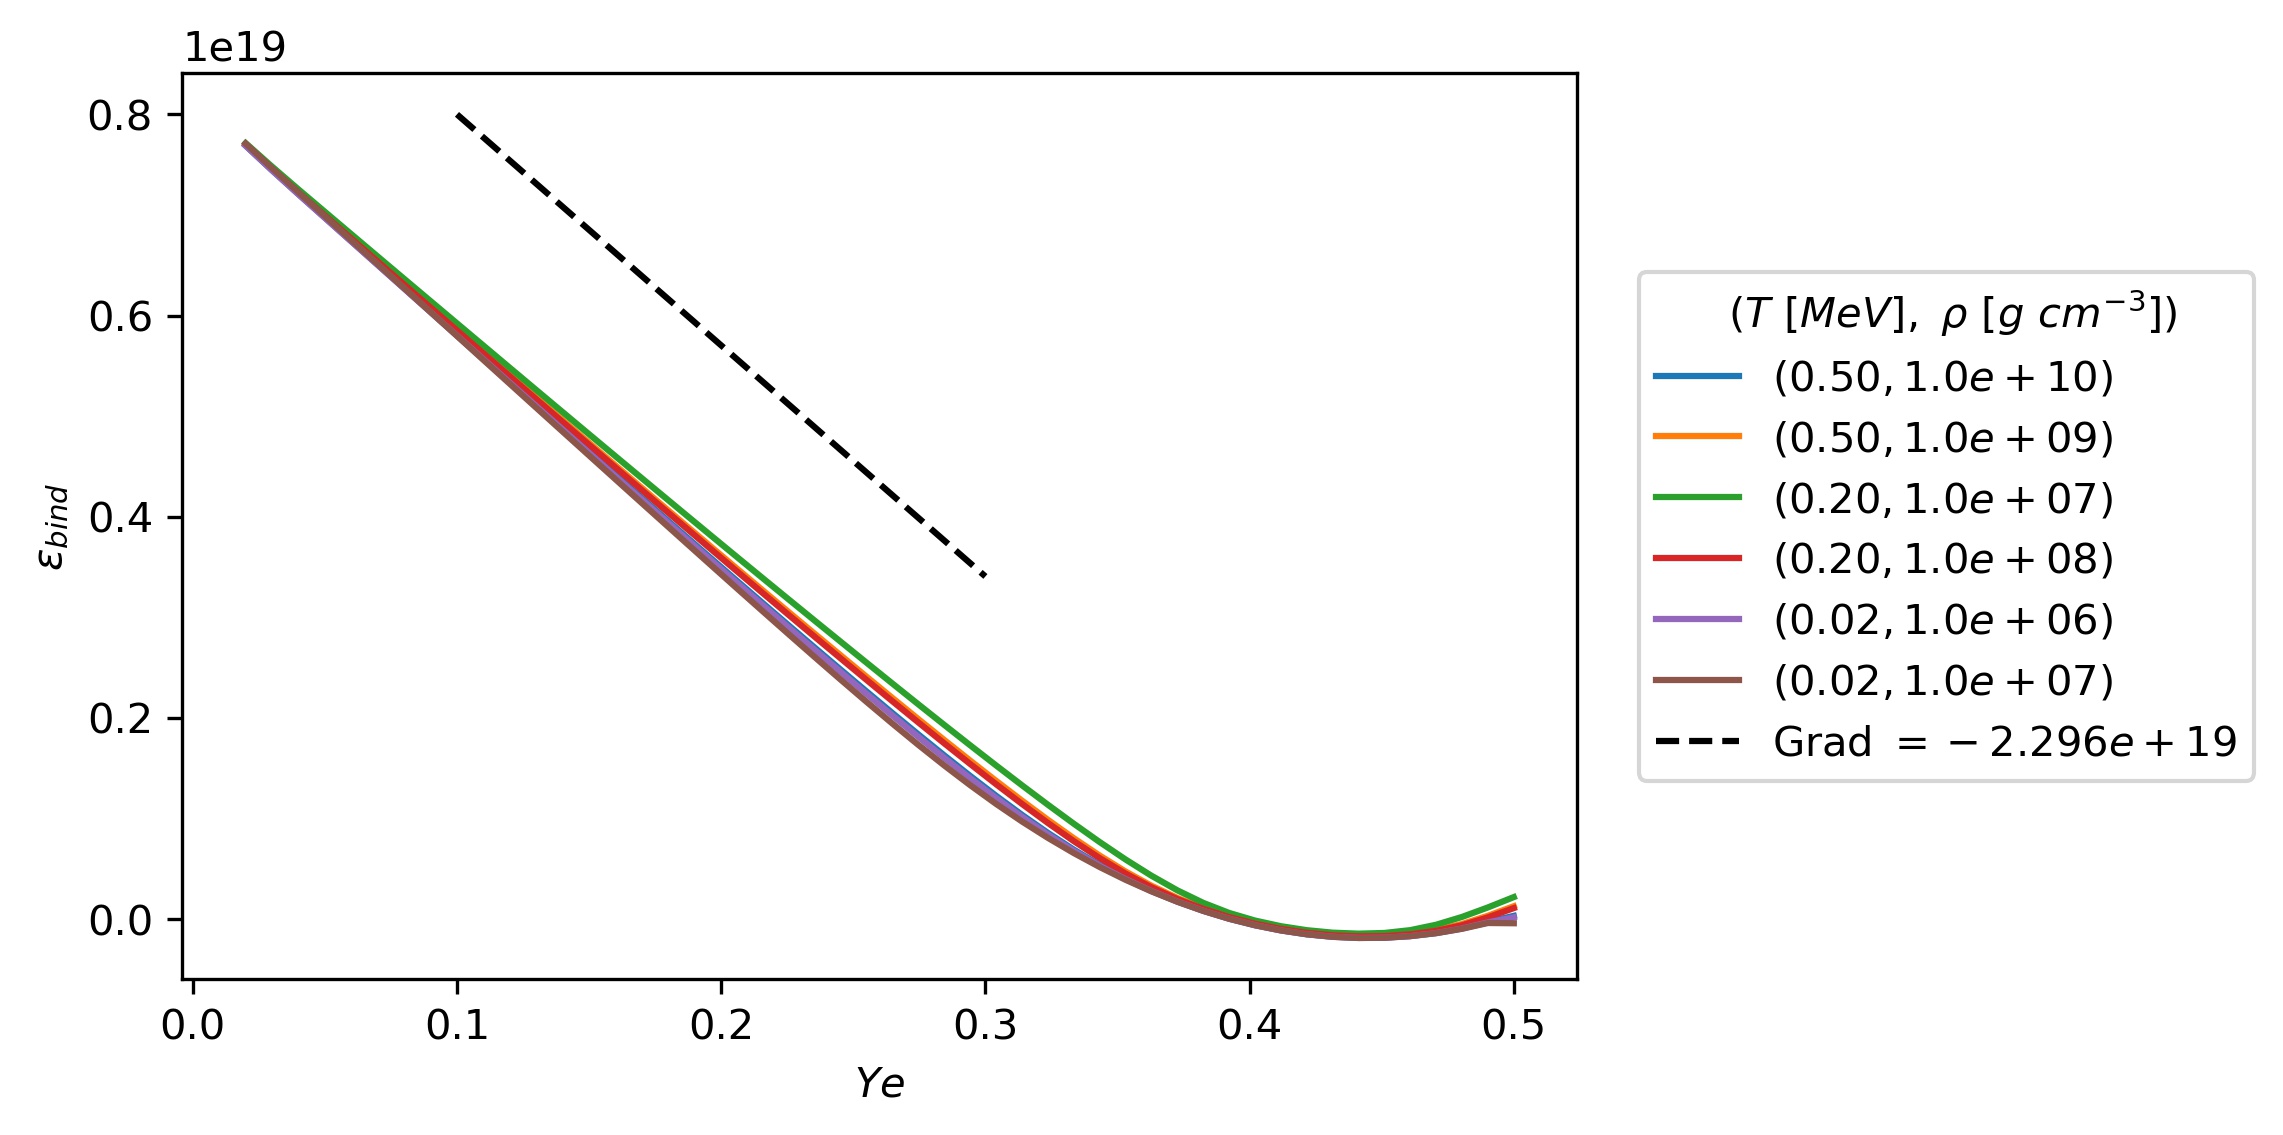 1e19
0.8
0.6
0.4
0.2
0.0
ε_bind
0.0 0.1 0.2 0.3 0.4 0.5
Ye
(T [MeV], ρ [g cm⁻³])
(0.50, 1.0e + 10)
(0.50, 1.0e + 09)
(0.20, 1.0e + 07)
(0.20, 1.0e + 08)
(0.02, 1.0e + 06)
(0.02, 1.0e + 07)
Grad = −2.296e + 19